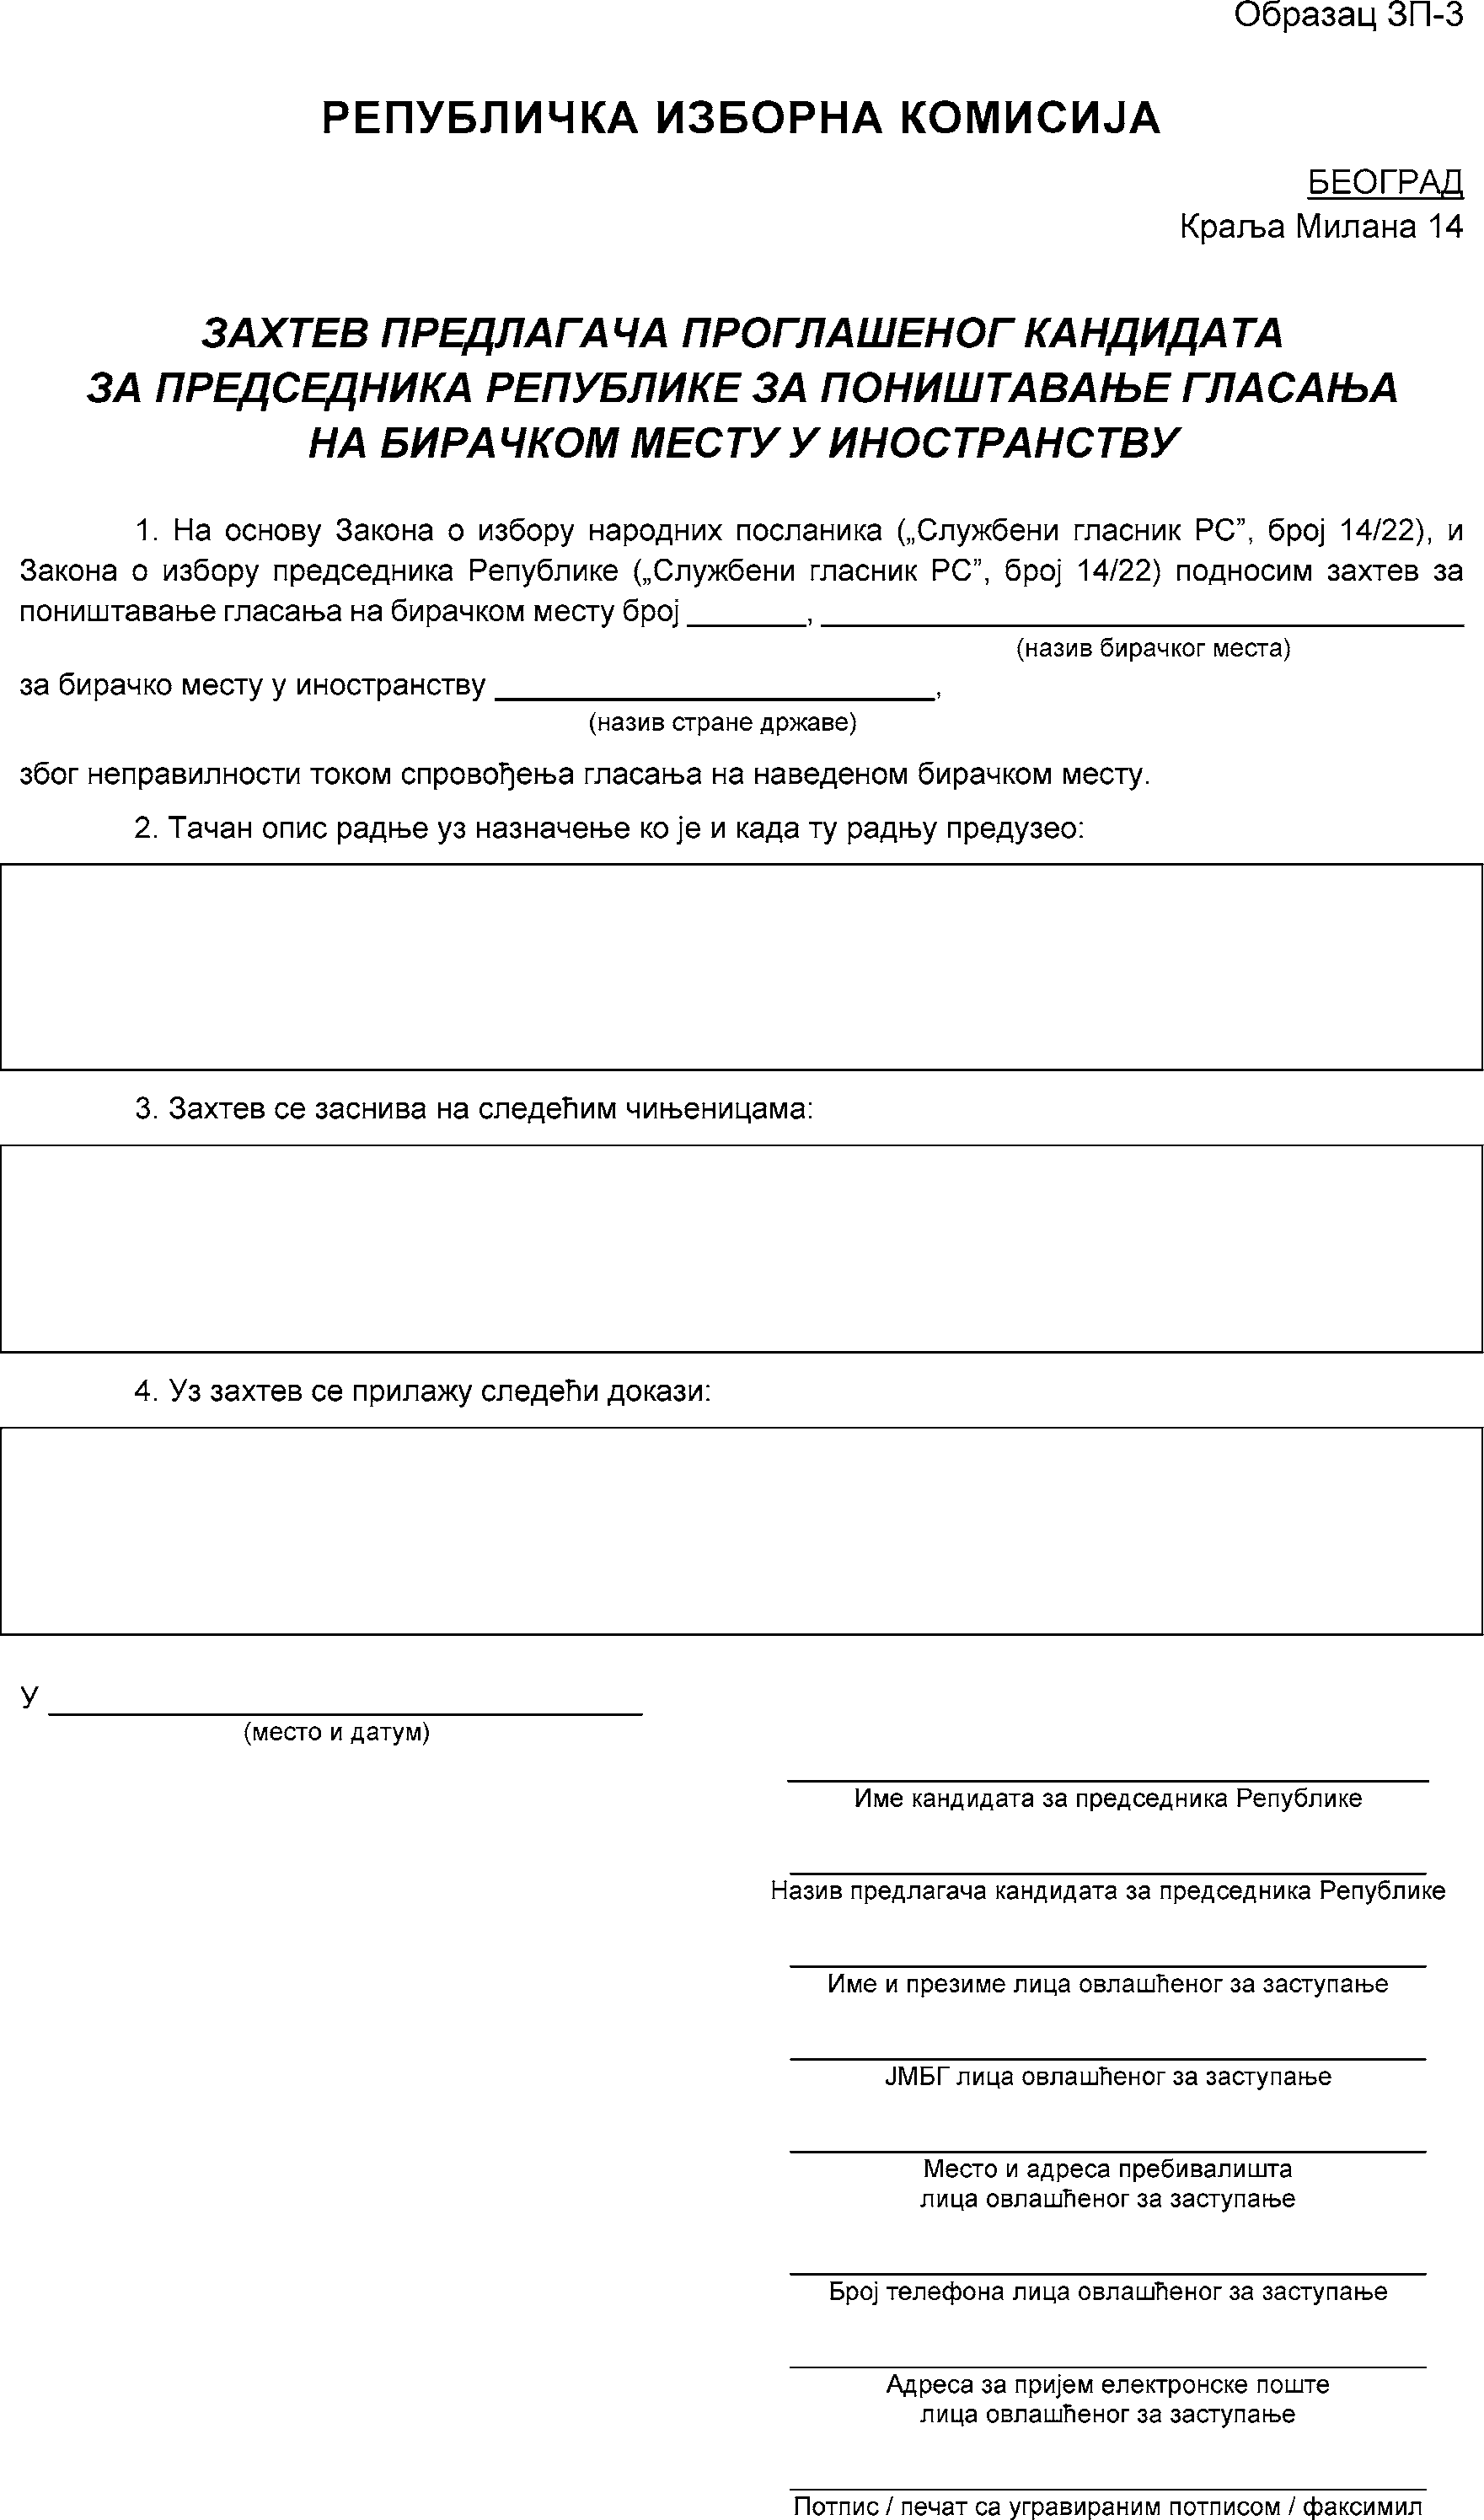 Образац ЗП-3
РЕПУБЛИЧКА ИЗБОРНА КОМИСИЈА
БЕОГРАД
Краља Милана 14
ЗАХТЕВ ПРЕДЛАГАЧА ПРОГЛАШЕНОГ КАНДИДАТА
ЗА ПРЕДСЕДНИКА РЕПУБЛИКЕ ЗА ПОНИШТАВАЊЕ ГЛАСАЊА
НА БИРАЧКОМ МЕСТУ У ИНОСТРАНСТВУ
1. На основу Закона о избору народних посланика („Службени гласник РС”, број 14/22), и
Закона о избору председника Републике („Службени гласник РС”, број 14/22) подносим захтев за
поништавање гласања на бирачком месту број ________, ________________________________________
(назив бирачког места)
за бирачко месту у иностранству ____________________________,
(назив стране државе)
због неправилности током спровођења гласања на наведеном бирачком месту.
2. Тачан опис радње уз назначење ко је и када ту радњу предузео:
3. Захтев се заснива на следећим чињеницама:
4. Уз захтев се прилажу следећи докази:
У ________________________________________
(место и датум)
Име кандидата за председника Републике
Назив предлагача кандидата за председника Републике
Име и презиме лица овлашћеног за заступање
ЈМБГ лица овлашћеног за заступање
Место и адреса пребивалишта
лица овлашћеног за заступање
Број телефона лица овлашћеног за заступање
Адреса за пријем електронске поште
лица овлашћеног за заступање
Потпис / печат са угравираним потписом / факсимил